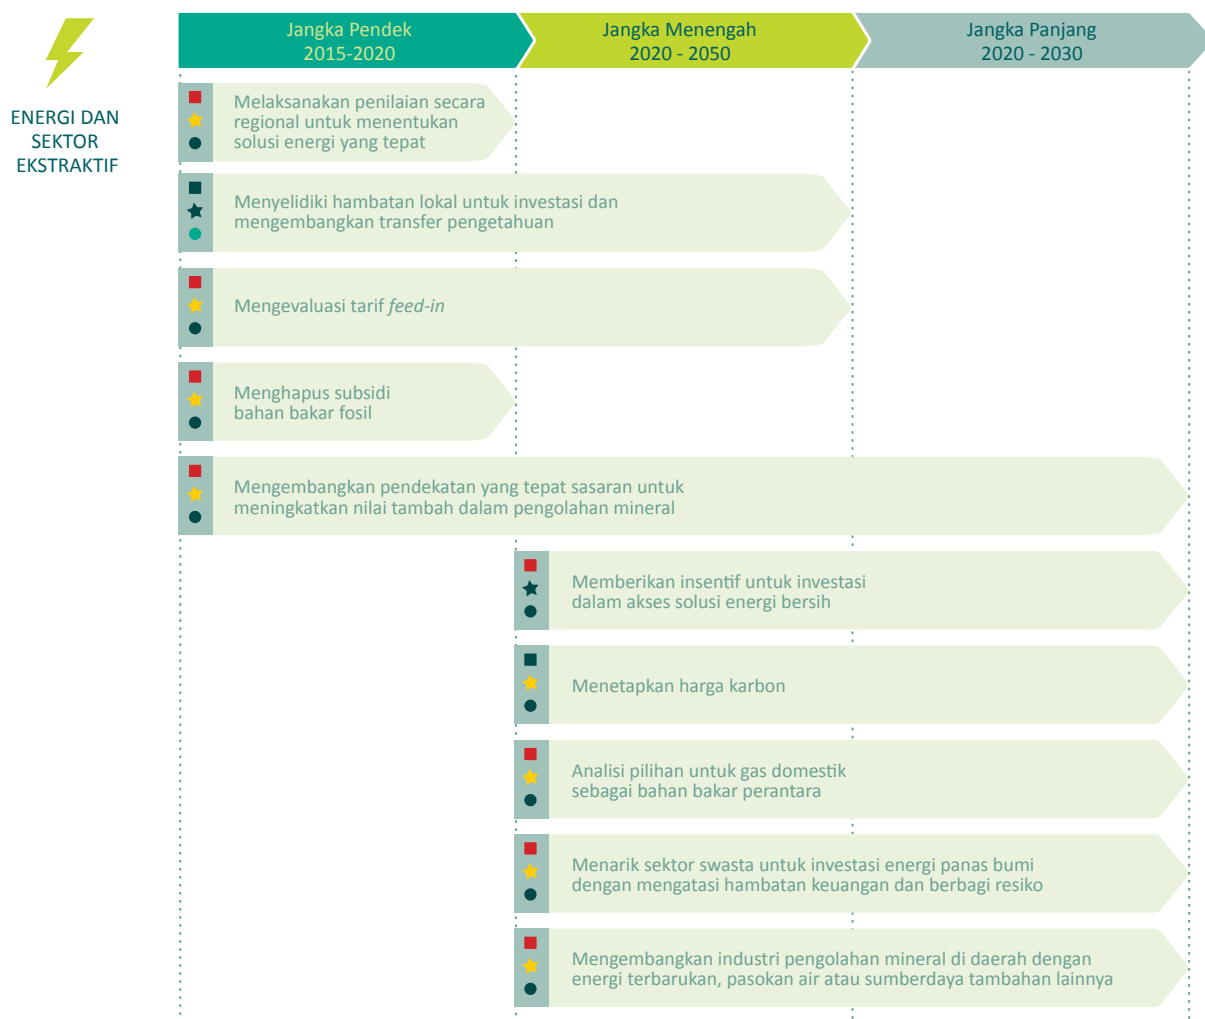 Jangka Pendek
2015-2020
Jangka Menengah
2020 - 2050
Jangka Panjang
2020 - 2030
ENERGI DAN
SEKTOR
EKSTRAKTIF
Melaksanakan penilaian secara
regional untuk menentukan
solusi energi yang tepat
Menyelidiki hambatan lokal untuk investasi dan
mengembangkan transfer pengetahuan
Mengevaluasi tarif feed-in
Menghapus subsidi
bahan bakar fosil
Mengembangkan pendekatan yang tepat sasaran untuk
meningkatkan nilai tambah dalam pengolahan mineral
Memberikan insentif untuk investasi
dalam akses solusi energi bersih
Menetapkan harga karbon
Analisi pilihan untuk gas domestik
sebagai bahan bakar perantara
Menarik sektor swasta untuk investasi energi panas bumi
dengan mengatasi hambatan keuangan dan berbagi resiko
Mengembangkan industri pengolahan mineral di daerah dengan
energi terbarukan, pasokan air atau sumberdaya tambahan lainnya